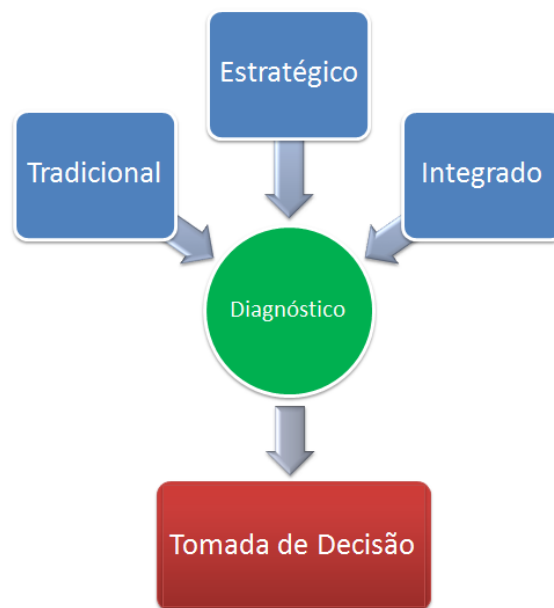 Estratégico
Tradicional
Integrado
Diagnóstico
Tomada de Decisão